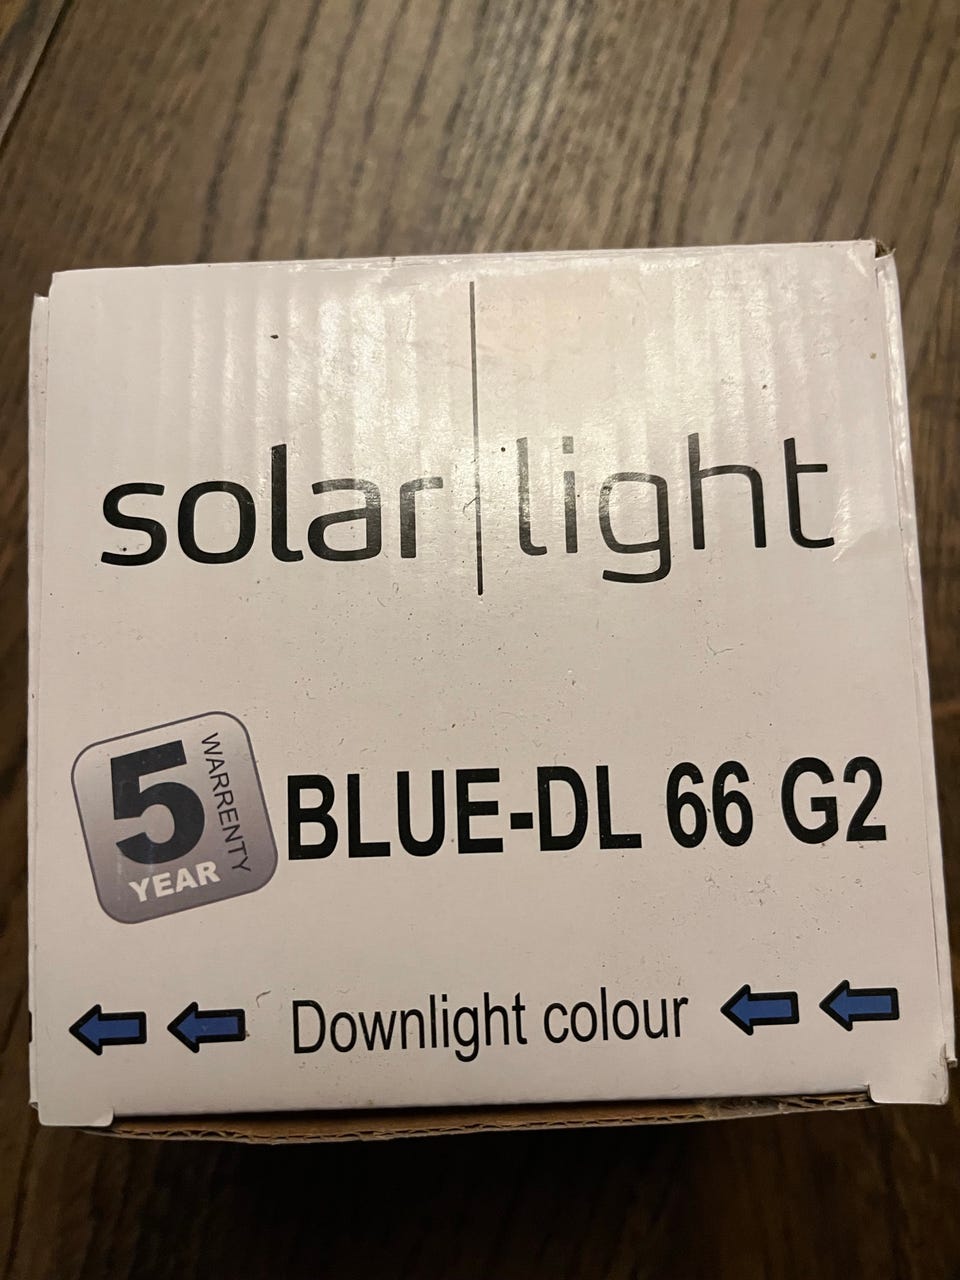 solar|light
5
WARRENTY
YEAR
BLUE-DL 66 G2
Downlight colour